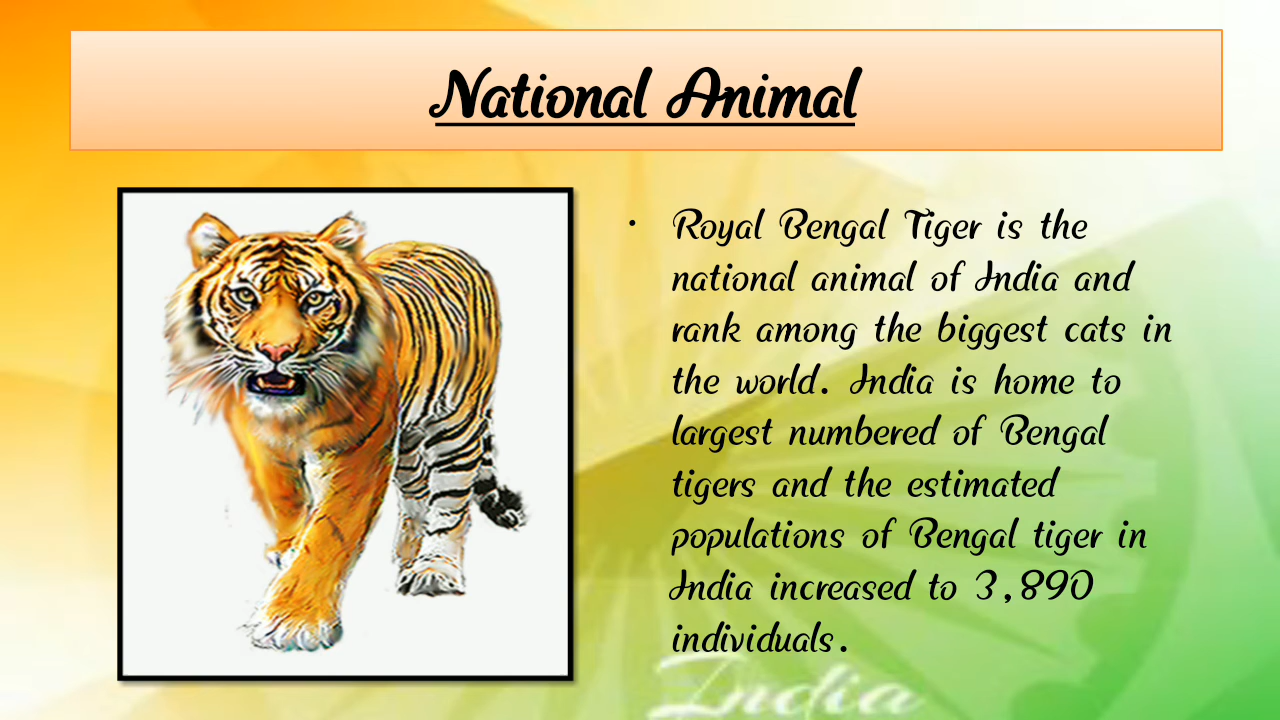 National Animal
• Royal Bengal Tiger is the
national animal of India and
rank among the biggest cats in
the world. India is home to
largest numbered of Bengal
tigers and the estimated
populations of Bengal tiger in
India increased to 3,890
individuals.
India